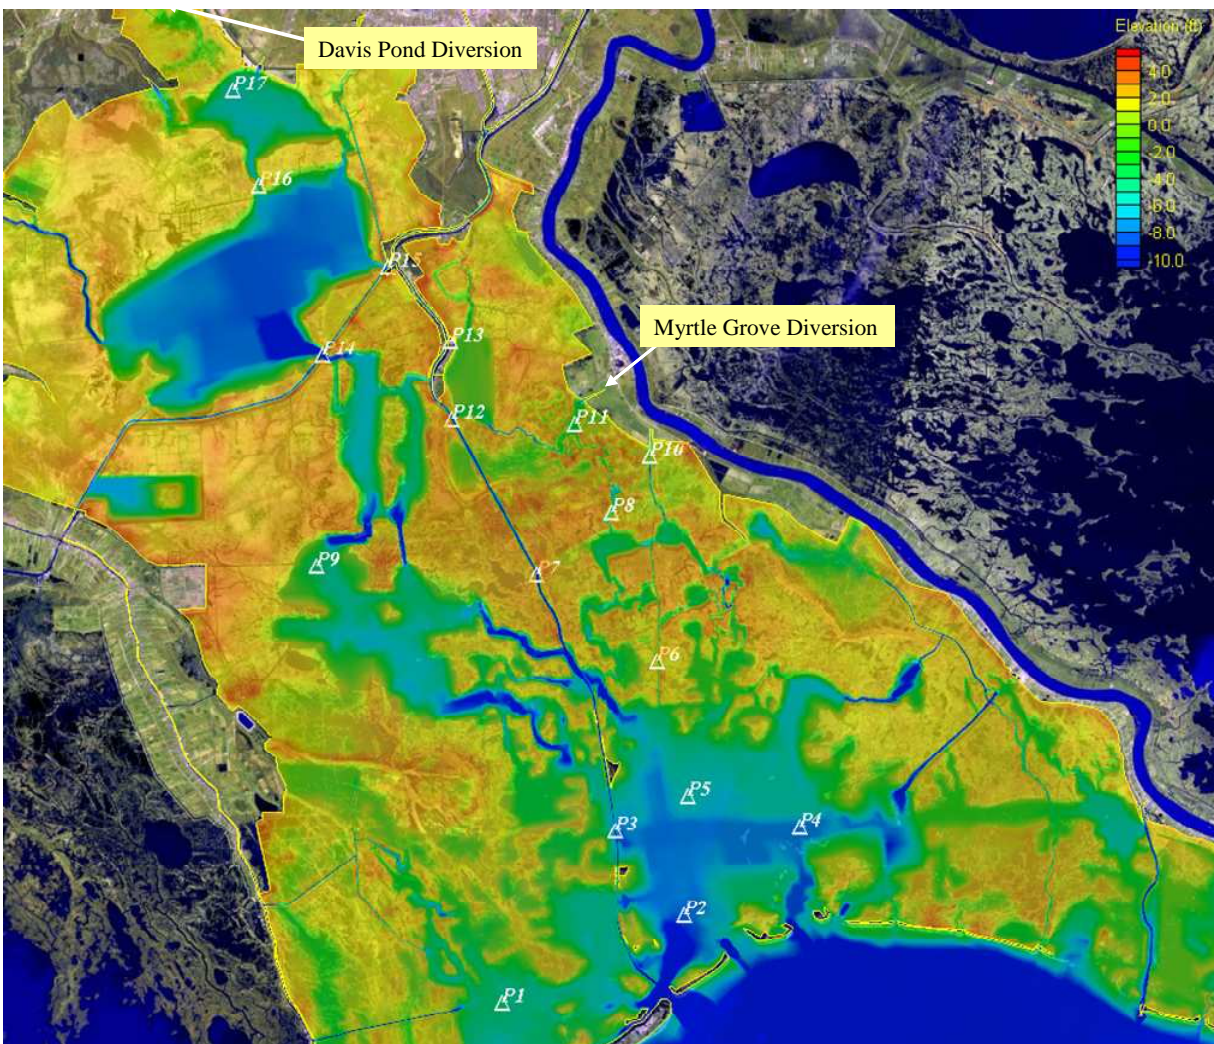 Davis Pond Diversion
Elevation (ft)
4.0
2.0
0.0
-2.0
-4.0
-6.0
-8.0
-10.0
P17
P16
P15
Myrtle Grove Diversion
P13
P14
P12
P11
P10
P8
P9
P7
P6
P5
P4
P3
P2
P1